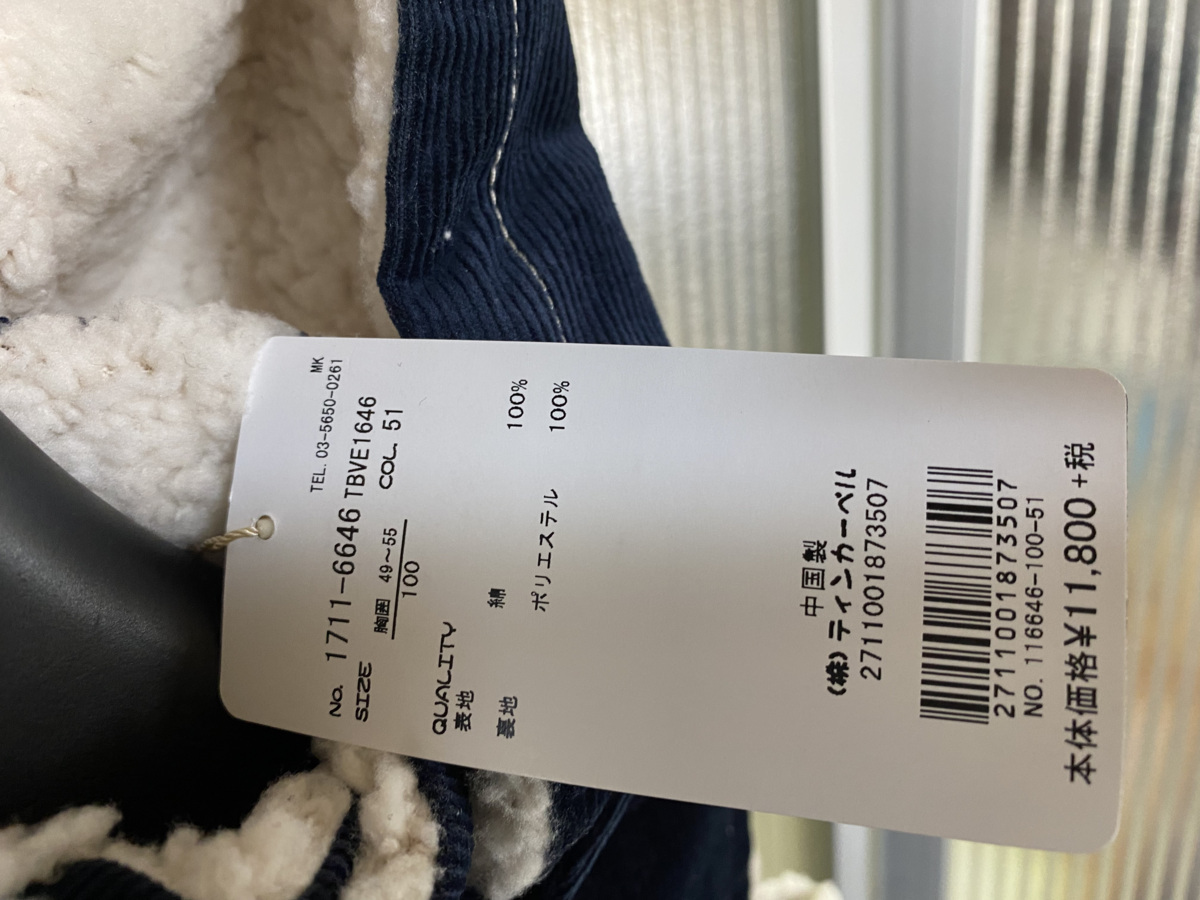 MK
TEL. 03-5650-0261
No. 1711-6646 TBVE1646
SIZE 胸囲 49~55 COL. 51
100
QUALITY
表地
綿 100%
裏地
ポリエステル 100%
中国製
(株)ティンカーベル
2711001873507
2711001873507
NO. 116646-100-51
本体価格¥11,800+税